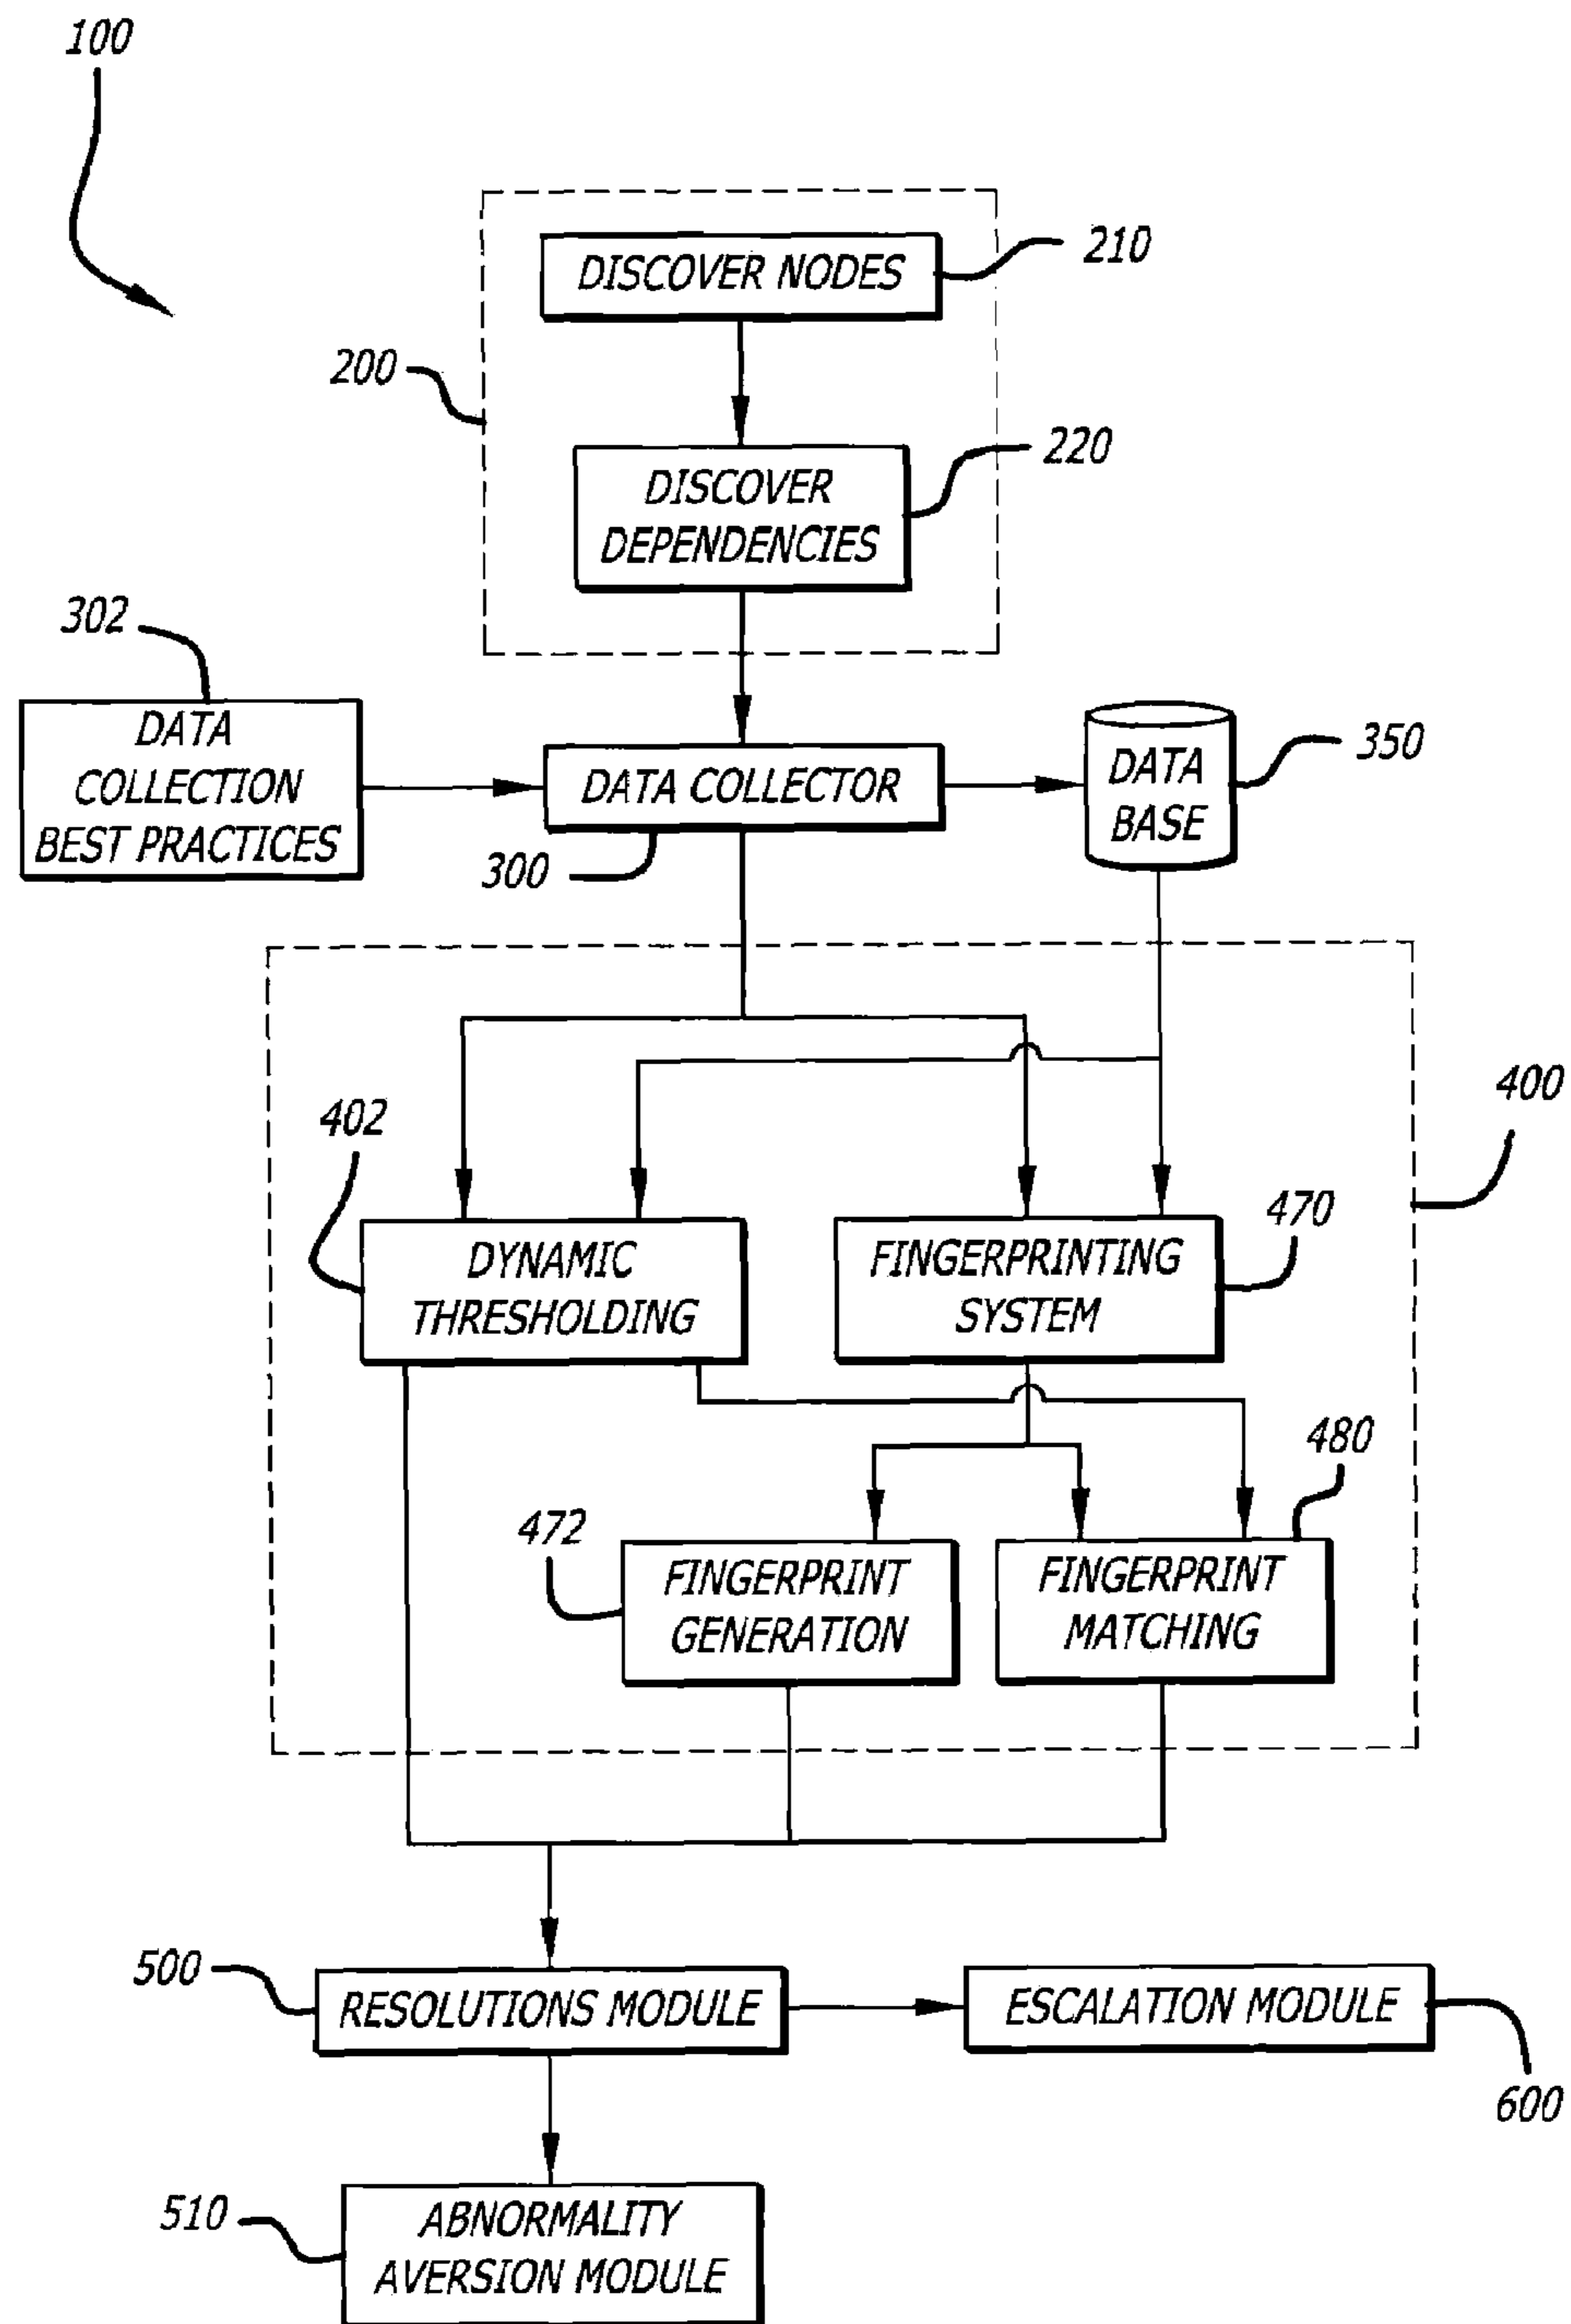 100
DISCOVER NODES
210
200
DISCOVER
DEPENDENCIES
220
302
DATA
COLLECTION
BEST PRACTICES
DATA COLLECTOR
300
DATA
BASE
350
400
402
DYNAMIC
THRESHOLDING
FINGERPRINTING
SYSTEM
470
472
FINGERPRINT
GENERATION
480
FINGERPRINT
MATCHING
500
RESOLUTIONS MODULE
ESCALATION MODULE
600
510
ABNORMALITY
AVERSION MODULE